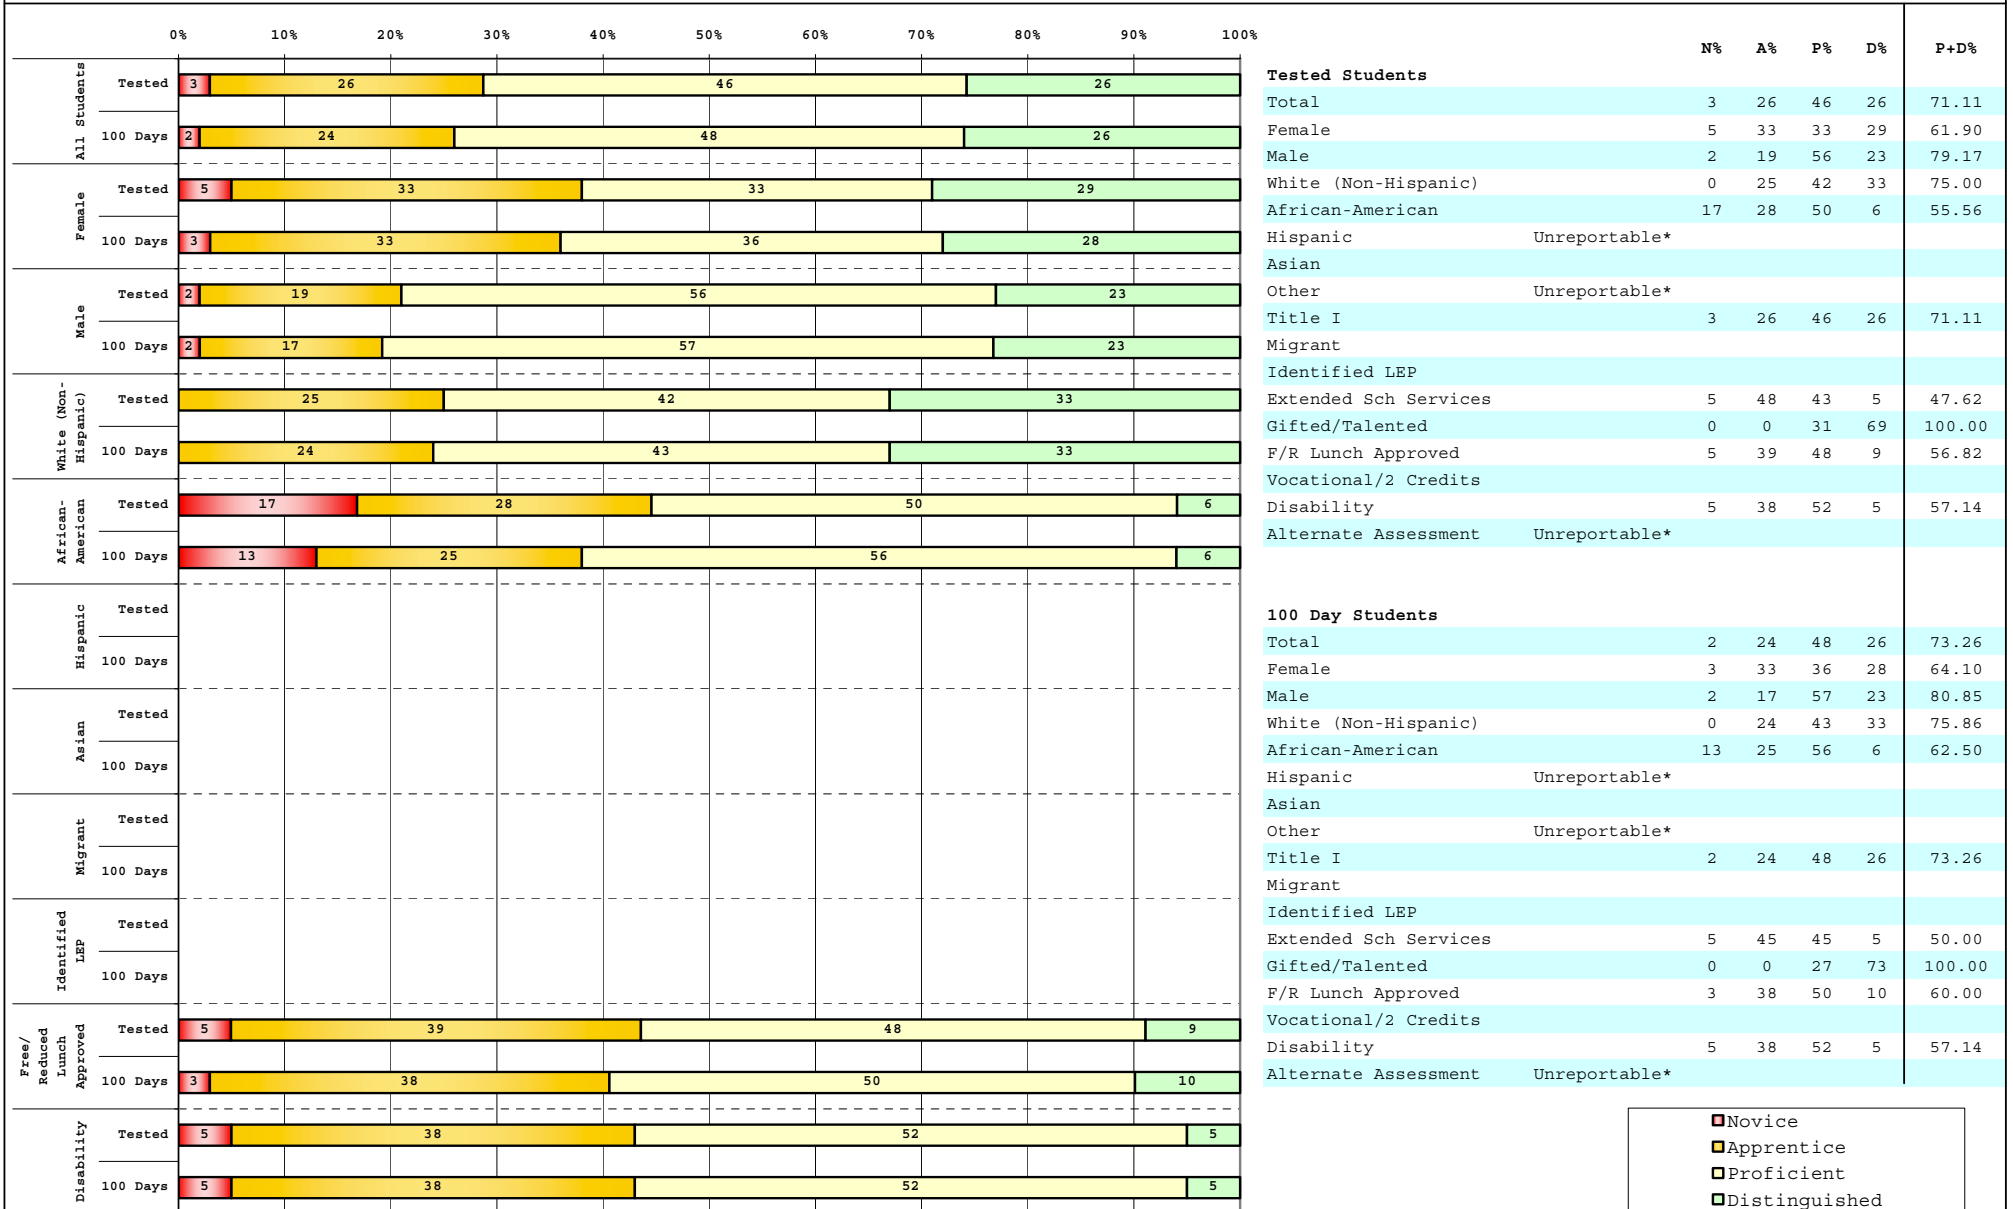 0% 10% 20% 30% 40% 50% 60% 70% 80% 90% 100%
All Students
Tested 3 26 46 26
100 Days 2 24 48 26
Female
Tested 5 33 33 29
100 Days 3 33 36 28
Male
Tested 2 19 56 23
100 Days 2 17 57 23
White (Non-
Hispanic)
Tested 25 42 33
100 Days 24 43 33
African-
American
Tested 17 28 50 6
100 Days 13 25 56 6
Hispanic
Tested
100 Days
Asian
Tested
100 Days
Migrant
Tested
100 Days
Identified
LEP
Tested
100 Days
Free/
Reduced
Lunch
Approved
Tested 5 39 48 9
100 Days 3 38 50 10
Disability
Tested 5 38 52 5
100 Days 5 38 52 5
N% A% P% D% P+D%
Tested Students
Total 3 26 46 26 71.11
Female 5 33 33 29 61.90
Male 2 19 56 23 79.17
White (Non-Hispanic) 0 25 42 33 75.00
African-American 17 28 50 6 55.56
Hispanic Unreportable*
Asian
Other Unreportable*
Title I 3 26 46 26 71.11
Migrant
Identified LEP
Extended Sch Services 5 48 43 5 47.62
Gifted/Talented 0 0 31 69 100.00
F/R Lunch Approved 5 39 48 9 56.82
Vocational/2 Credits
Disability 5 38 52 5 57.14
Alternate Assessment Unreportable*
100 Day Students
Total 2 24 48 26 73.26
Female 3 33 36 28 64.10
Male 2 17 57 23 80.85
White (Non-Hispanic) 0 24 43 33 75.86
African-American 13 25 56 6 62.50
Hispanic Unreportable*
Asian
Other Unreportable*
Title I 2 24 48 26 73.26
Migrant
Identified LEP
Extended Sch Services 5 45 45 5 50.00
Gifted/Talented 0 0 27 73 100.00
F/R Lunch Approved 3 38 50 10 60.00
Vocational/2 Credits
Disability 5 38 52 5 57.14
Alternate Assessment Unreportable*
Novice
Apprentice
Proficient
Distinguished